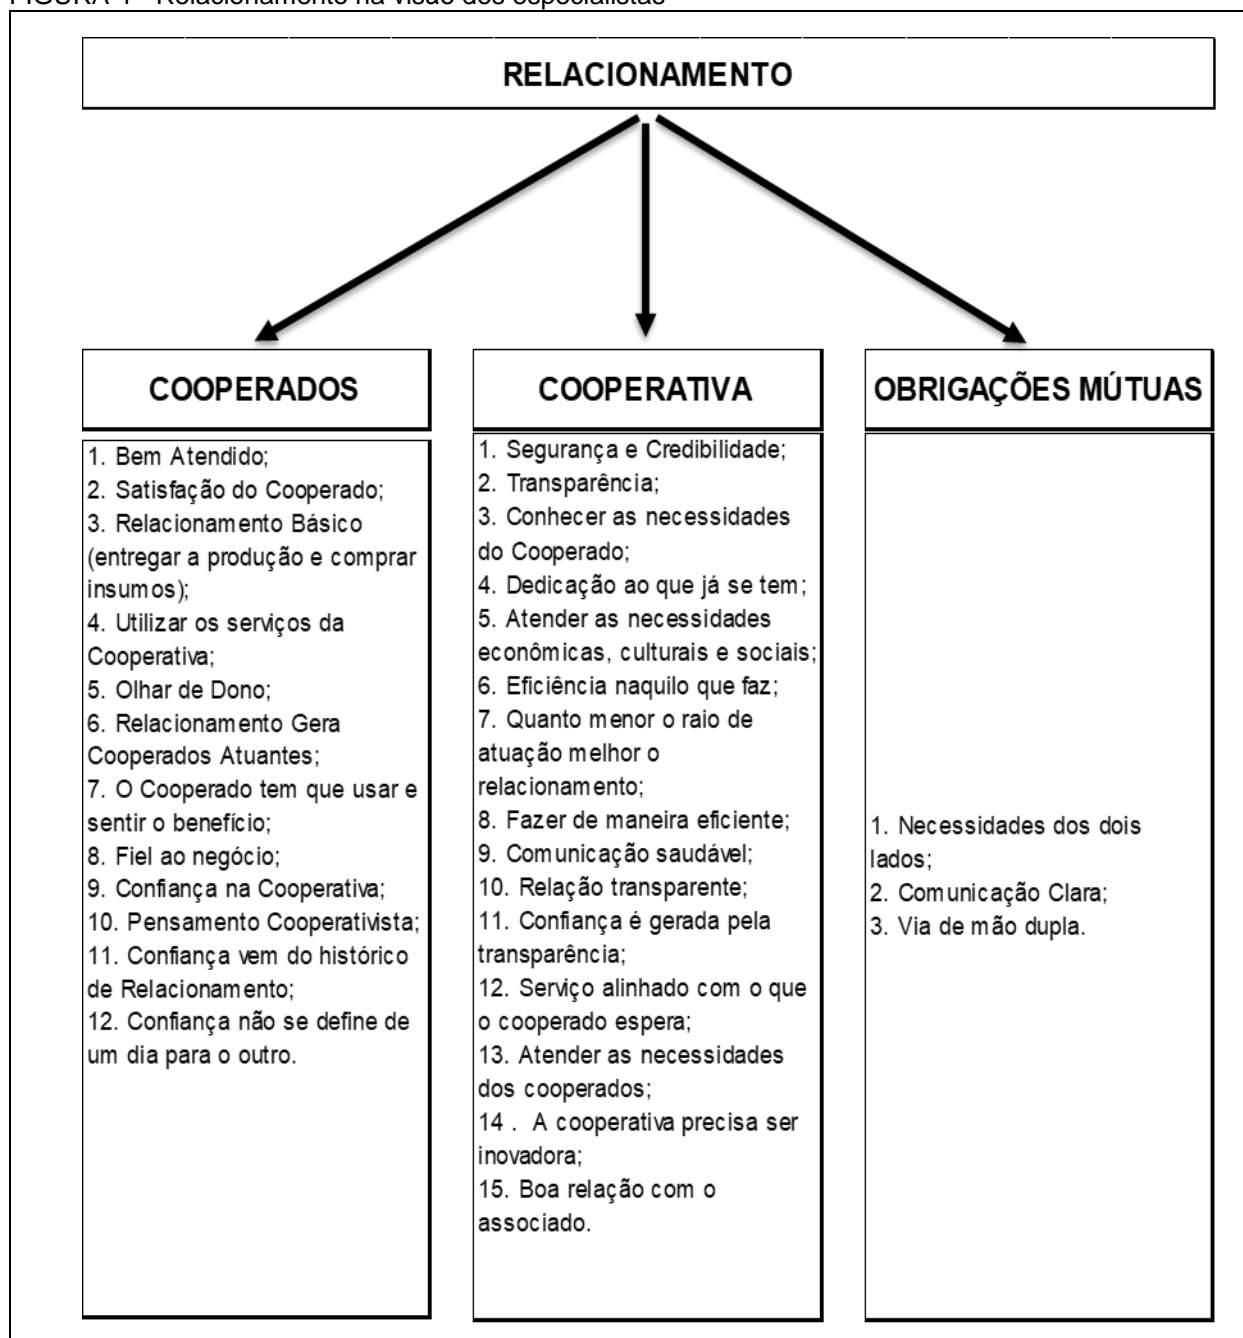 FIGURA 4 - Relacionamento na visão dos especialistas
RELACIONAMENTO
COOPERADOS
1. Bem Atendido;
2. Satisfação do Cooperado;
3. Relacionamento Básico
(entregar a produção e comprar
insumos);
4. Utilizar os serviços da
Cooperativa;
5. Olhar de Dono;
6. Relacionamento Gera
Cooperados Atuantes;
7. O Cooperado tem que usar e
sentir o benefício;
8. Fiel ao negócio;
9. Confiança na Cooperativa;
10. Pensamento Cooperativista;
11. Confiança vem do histórico
de Relacionamento;
12. Confiança não se define de
um dia para o outro.
COOPERATIVA
1. Segurança e Credibilidade;
2. Transparência;
3. Conhecer as necessidades
do Cooperado;
4. Dedicação ao que já se tem;
5. Atender as necessidades
econômicas, culturais e sociais;
6. Eficiência naquilo que faz;
7. Quanto menor o raio de
atuação melhor o
relacionamento;
8. Fazer de maneira eficiente;
9. Comunicação saudável;
10. Relação transparente;
11. Confiança é gerada pela
transparência;
12. Serviço alinhado com o que
o cooperado espera;
13. Atender as necessidades
dos cooperados;
14 . A cooperativa precisa ser
inovadora;
15. Boa relação com o
associado.
OBRIGAÇÕES MÚTUAS
1. Necessidades dos dois
lados;
2. Comunicação Clara;
3. Via de mão dupla.